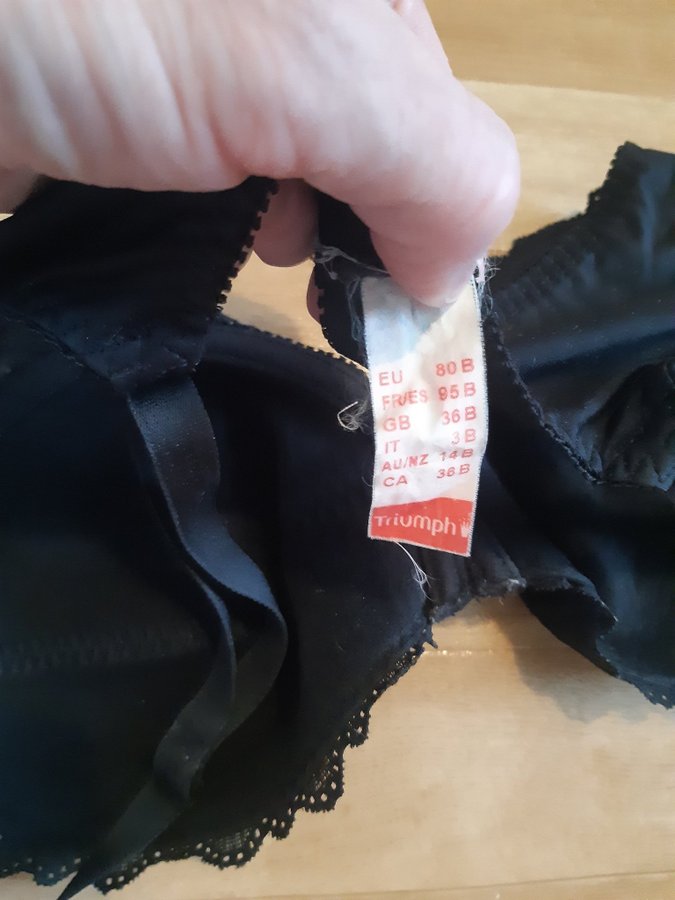 EU 80 B
FR/ES 95 B
GB 36 B
IT 3 B
AU/NZ 14 B
CA 36 B
Triumph